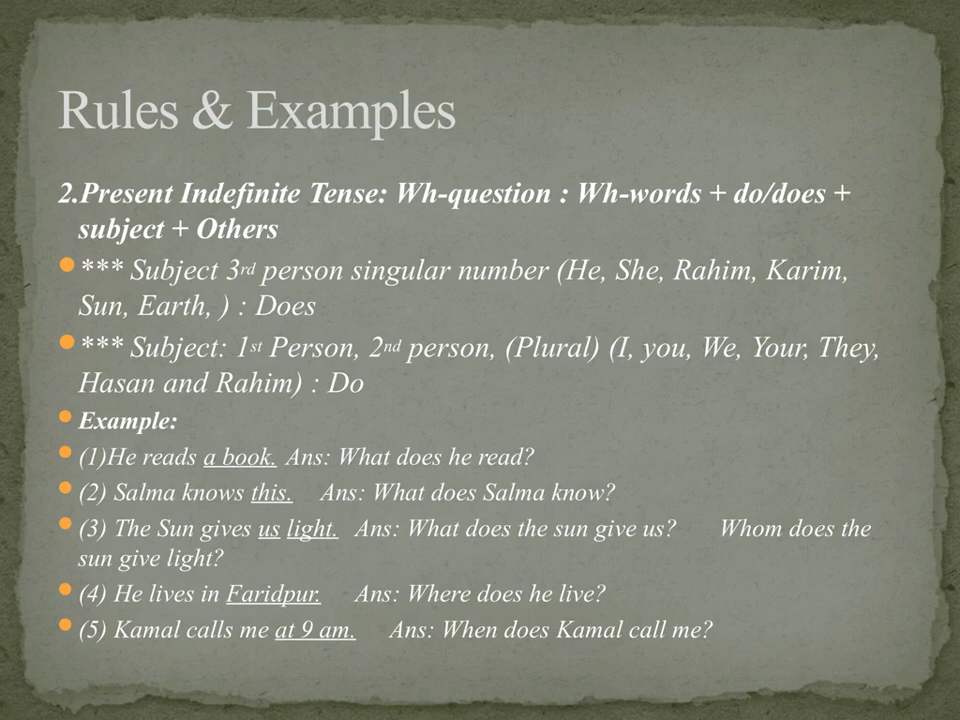 Rules & Examples
2.Present Indefinite Tense: Wh-question : Wh-words + do/does +
subject + Others
*** Subject 3rd person singular number (He, She, Rahim, Karim,
Sun, Earth, ) : Does
*** Subject: 1st Person, 2nd person, (Plural) (I, you, We, Your, They,
Hasan and Rahim) : Do
Example:
(1)He reads a book. Ans: What does he read?
(2) Salma knows this. Ans: What does Salma know?
(3) The Sun gives us light. Ans: What does the sun give us? Whom does the
sun give light?
(4) He lives in Faridpur. Ans: Where does he live?
(5) Kamal calls me at 9 am. Ans: When does Kamal call me?